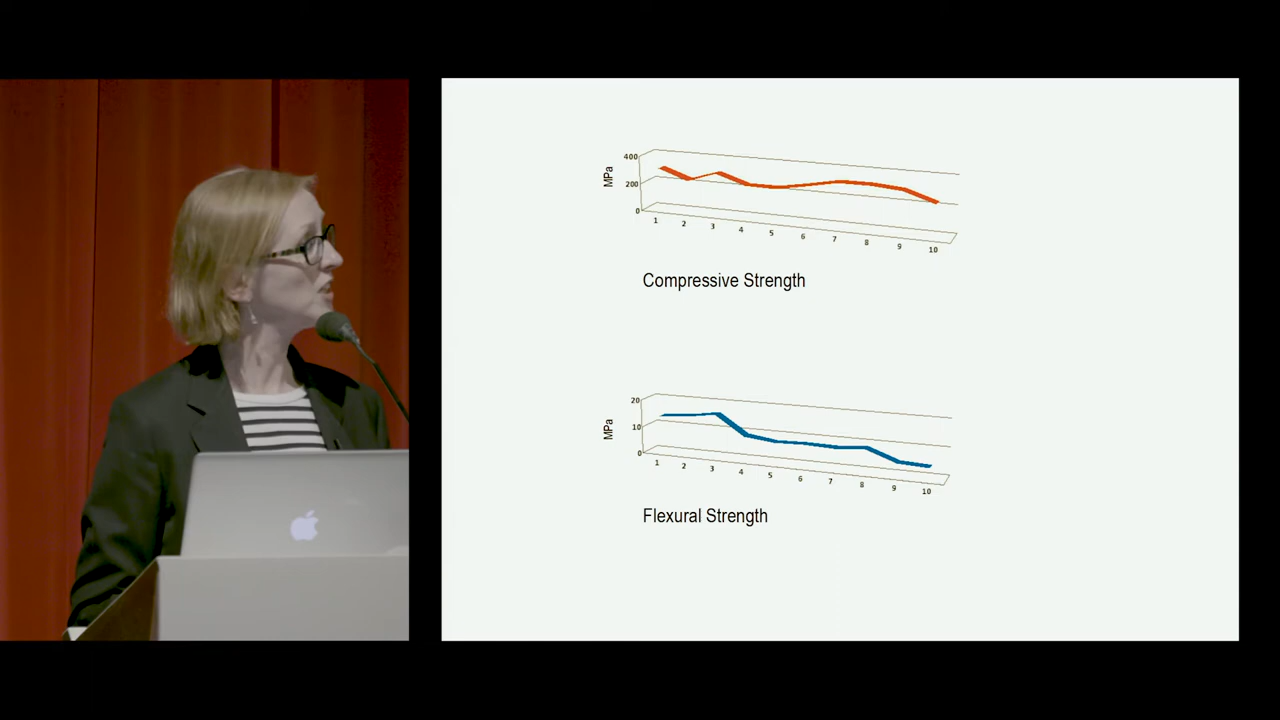 400
200
0
MPa
1 2 3 4 5 6 7 8 9 10
Compressive Strength
20
10
0
MPa
1 2 3 4 5 6 7 8 9 10
Flexural Strength